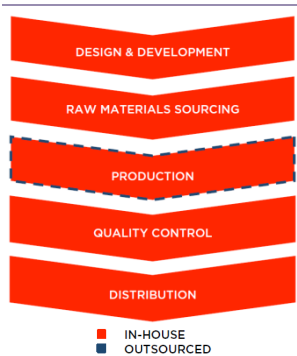 DESIGN & DEVELOPMENT
RAW MATERIALS SOURCING
PRODUCTION
QUALITY CONTROL
DISTRIBUTION
IN-HOUSE
OUTSOURCED